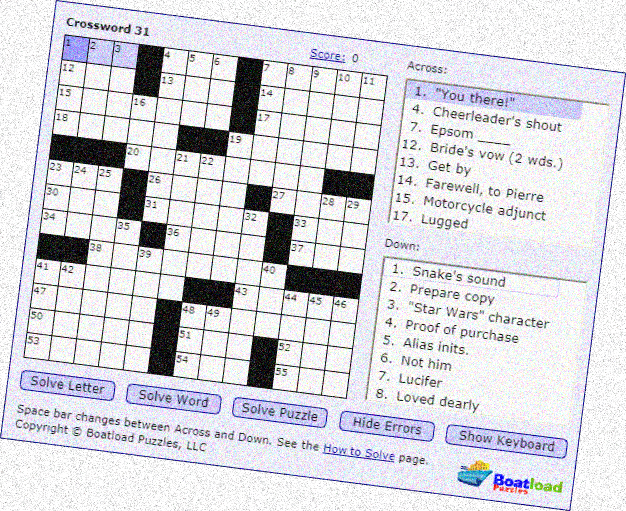 Crossword 31
Score: 0
1 2 3 4 5 6 7 8 9 10 11
12 13 14
15 16 17
18 19
20 21 22
23 24 25 26 27 28 29
30 31 32 33
34 35 36 37
38 39 40
41 42 43 44 45 46
47 48 49
50 51 52
53 54 55
Across:
1. "You there!"
4. Cheerleader's shout
7. Epsom ____
12. Bride's vow (2 wds.)
13. Get by
14. Farewell, to Pierre
15. Motorcycle adjunct
17. Lugged
Down:
1. Snake's sound
2. Prepare copy
3. "Star Wars" character
4. Proof of purchase
5. Alias inits.
6. Not him
7. Lucifer
8. Loved dearly
Solve Letter Solve Word Solve Puzzle Hide Errors Show Keyboard
Space bar changes between Across and Down. See the How to Solve page.
Copyright © Boatload Puzzles, LLC
Boatload
Puzzles